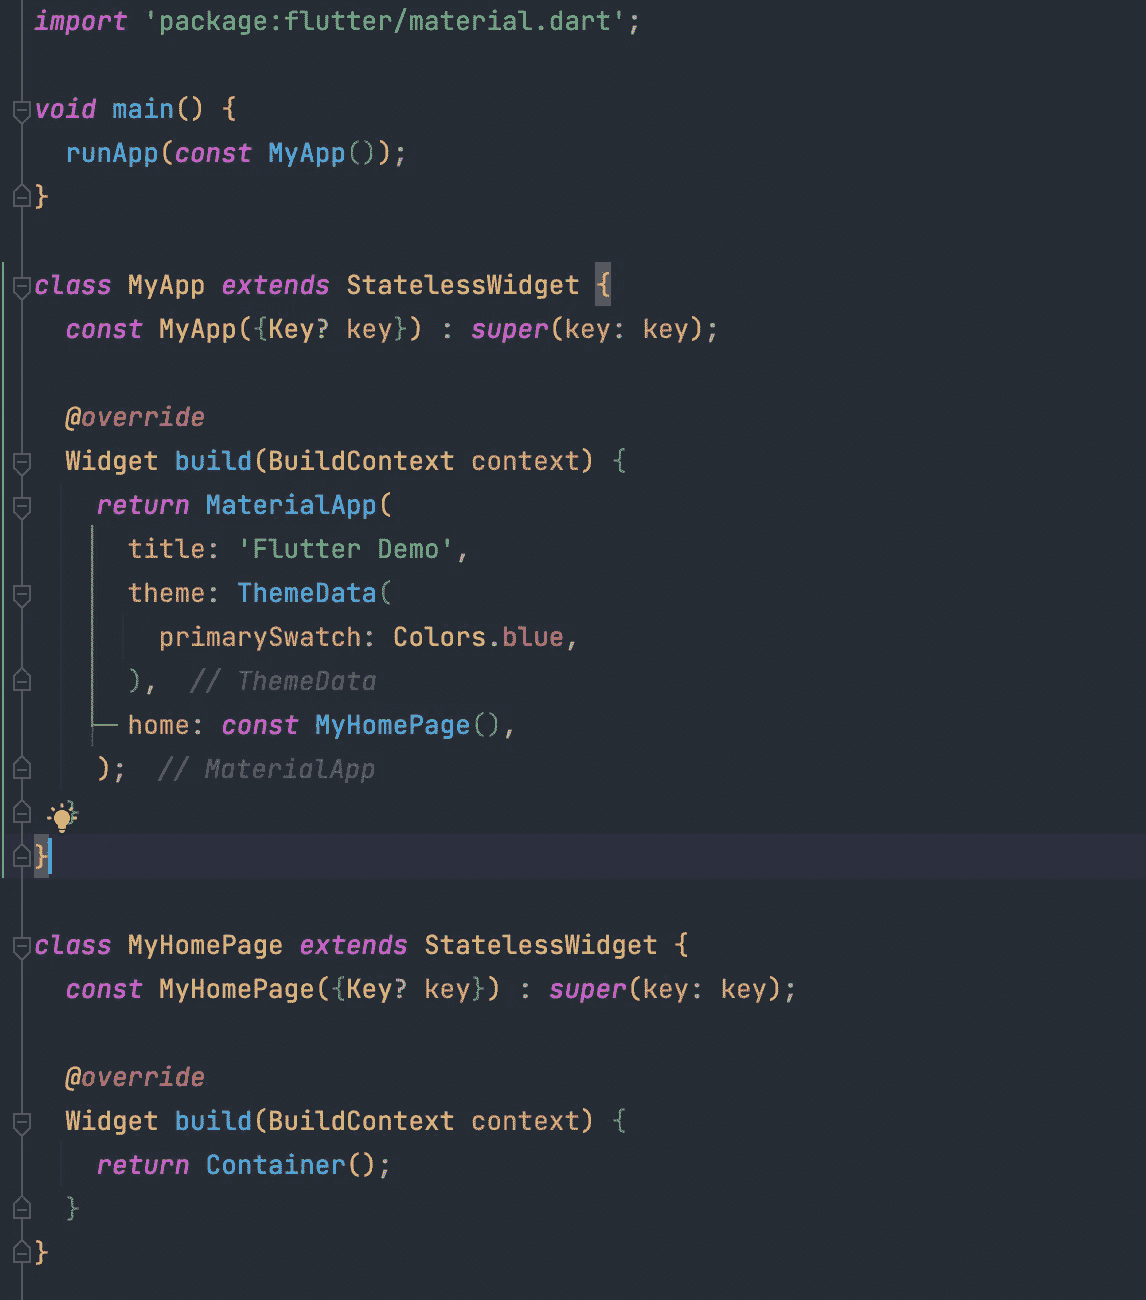 import 'package:flutter/material.dart';

void main() {
  runApp(const MyApp());
}

class MyApp extends StatelessWidget {
  const MyApp({Key? key}) : super(key: key);

  @override
  Widget build(BuildContext context) {
    return MaterialApp(
      title: 'Flutter Demo',
      theme: ThemeData(
        primarySwatch: Colors.blue,
      ),  // ThemeData
      home: const MyHomePage(),
    );  // MaterialApp
  }
}

class MyHomePage extends StatelessWidget {
  const MyHomePage({Key? key}) : super(key: key);

  @override
  Widget build(BuildContext context) {
    return Container();
  }
}